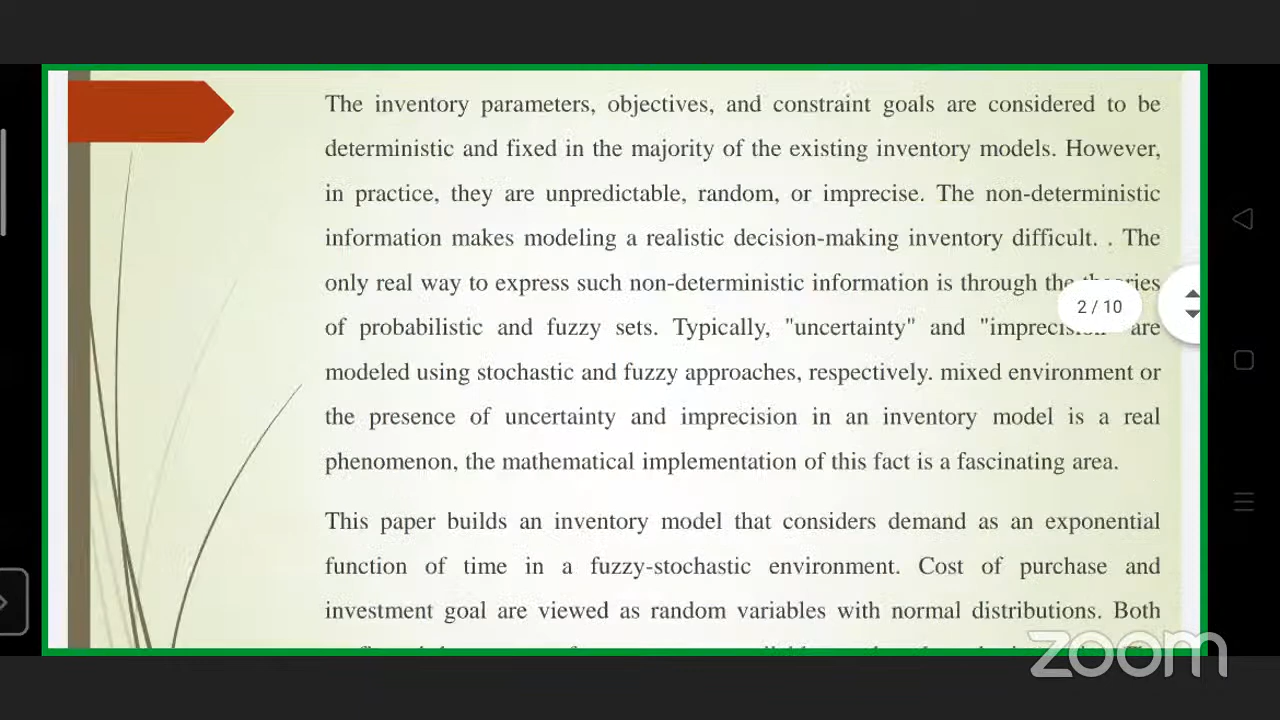 The inventory parameters, objectives, and constraint goals are considered to be
deterministic and fixed in the majority of the existing inventory models. However,
in practice, they are unpredictable, random, or imprecise. The non-deterministic
information makes modeling a realistic decision-making inventory difficult. . The
only real way to express such non-deterministic information is through the theories
2 / 10
of probabilistic and fuzzy sets. Typically, "uncertainty" and "imprecision" are
modeled using stochastic and fuzzy approaches, respectively. mixed environment or
the presence of uncertainty and imprecision in an inventory model is a real
phenomenon, the mathematical implementation of this fact is a fascinating area.
This paper builds an inventory model that considers demand as an exponential
function of time in a fuzzy-stochastic environment. Cost of purchase and
investment goal are viewed as random variables with normal distributions. Both
zoom